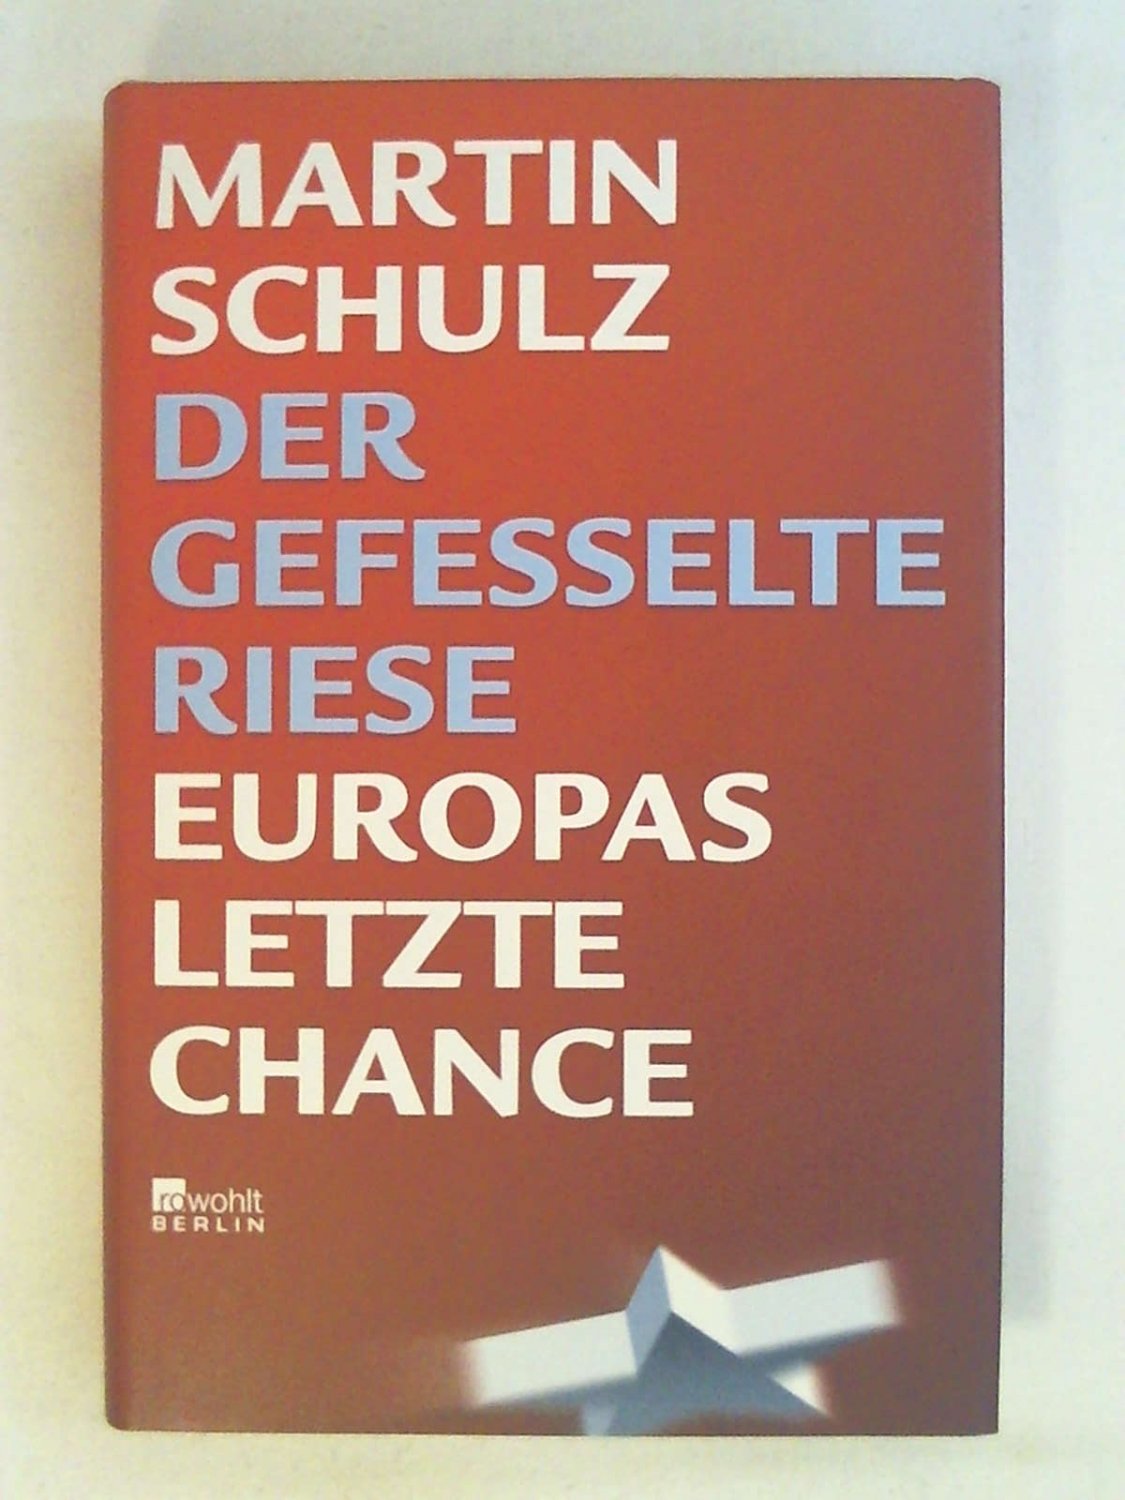 MARTIN
SCHULZ
DER
GEFESSELTE
RIESE
EUROPAS
LETZTE
CHANCE
rowohlt
BERLIN